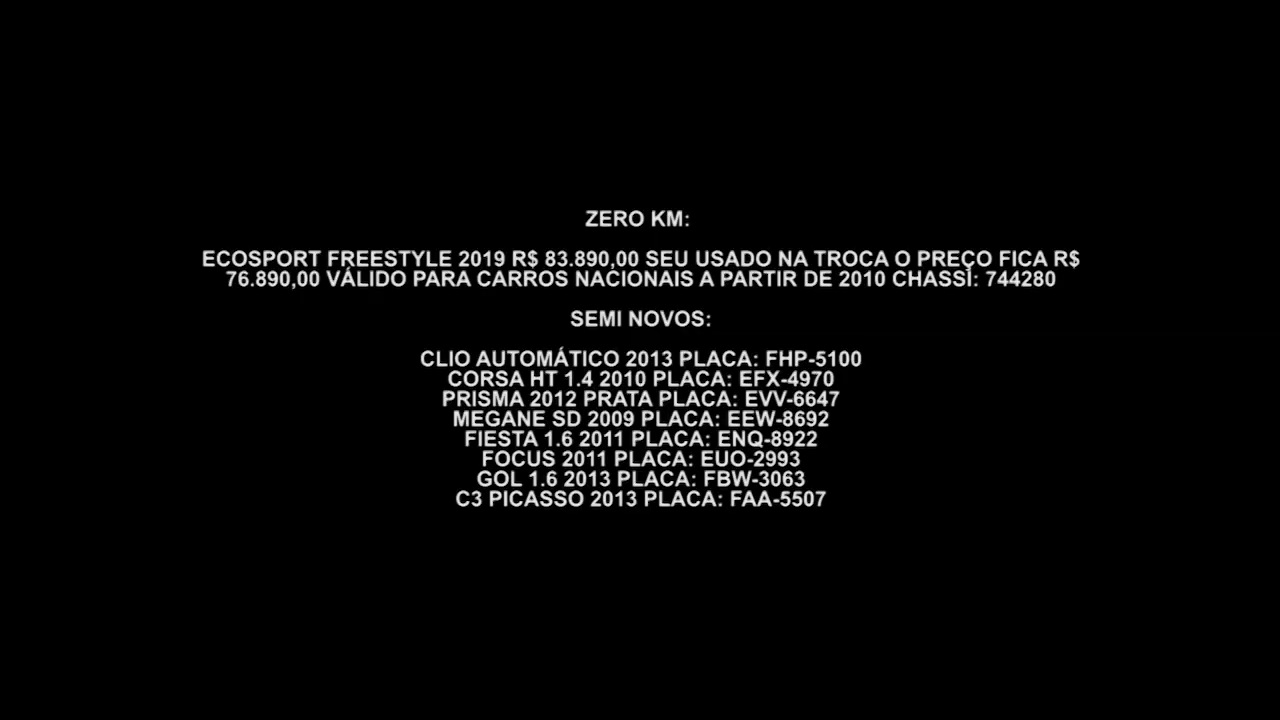 ZERO KM:
ECOSPORT FREESTYLE 2019 R$ 83.890,00 SEU USADO NA TROCA O PREÇO FICA R$
76.890,00 VÁLIDO PARA CARROS NACIONAIS A PARTIR DE 2010 CHASSÍ: 744280
SEMI NOVOS:
CLIO AUTOMÁTICO 2013 PLACA: FHP-5100
CORSA HT 1.4 2010 PLACA: EFX-4970
PRISMA 2012 PRATA PLACA: EVV-6647
MEGANE SD 2009 PLACA: EEW-8692
FIESTA 1.6 2011 PLACA: ENQ-8922
FOCUS 2011 PLACA: EUO-2993
GOL 1.6 2013 PLACA: FBW-3063
C3 PICASSO 2013 PLACA: FAA-5507